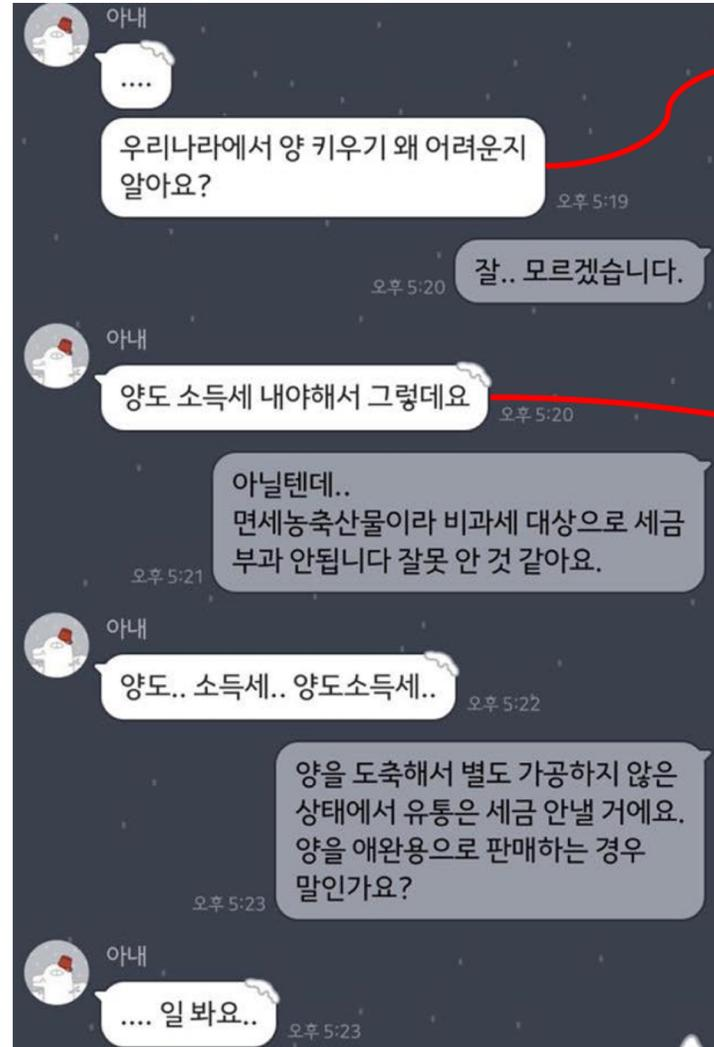 아내
....
우리나라에서 양 키우기 왜 어려운지
알아요?
오후 5:19
잘.. 모르겠습니다.
오후 5:20
아내
양도 소득세 내야해서 그렇데요
오후 5:20
아닐텐데..
면세농축산물이라 비과세 대상으로 세금
부과 안됩니다 잘못 안 것 같아요.
오후 5:21
아내
양도.. 소득세.. 양도소득세..
오후 5:22
양을 도축해서 별도 가공하지 않은
상태에서 유통은 세금 안낼 거에요.
양을 애완용으로 판매하는 경우
말인가요?
오후 5:23
아내
.... 일 봐요..
오후 5:23